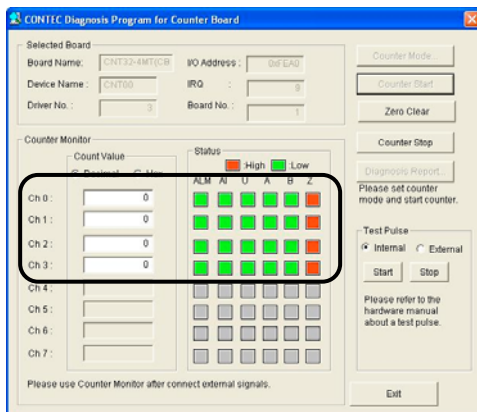 CONTEC Diagnosis Program for Counter Board
Selected Board
Board Name: CNT32-4MT(CB I/O Address : 0xFEA0
Device Name : CNT00 IRQ : 9
Driver No. : 3 Board No. : 1
Counter Mode...
Counter Start
Zero Clear
Counter Stop
Diagnosis Report...
Please set counter
mode and start counter.
Counter Monitor
Count Value
Decimal Hex
Status
:High :Low
ALM AI U A B Z
Ch 0 : 0
Ch 1 : 0
Ch 2 : 0
Ch 3 : 0
Ch 4 :
Ch 5 :
Ch 6 :
Ch 7 :
Test Pulse
Internal External
Start Stop
Please refer to the
hardware manual
about a test pulse.
Please use Counter Monitor after connect external signals.
Exit